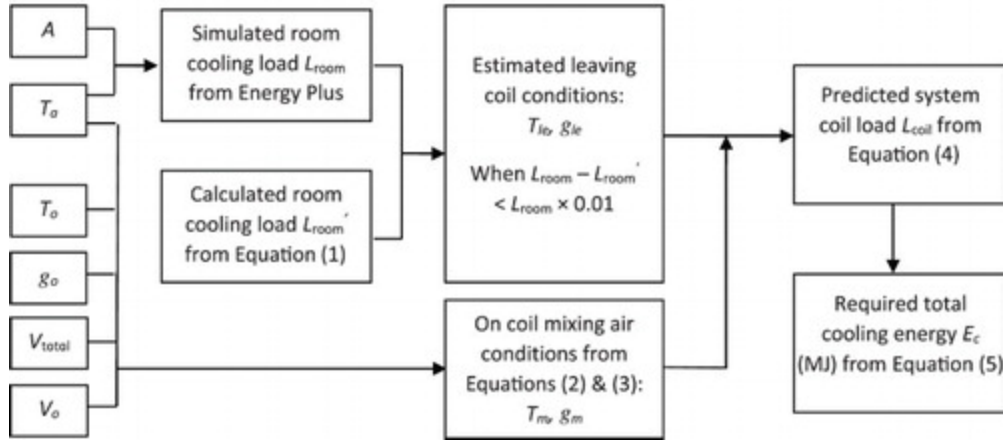 A
Ta
To
go
Vtotal
Vo
Simulated room
cooling load Lroom
from Energy Plus
Calculated room
cooling load Lroom′
from Equation (1)
Estimated leaving
coil conditions:
Tle, gle
When Lroom – Lroom′
< Lroom × 0.01
On coil mixing air
conditions from
Equations (2) & (3):
Tm, gm
Predicted system
coil load Lcoil from
Equation (4)
Required total
cooling energy Ec
(MJ) from Equation (5)